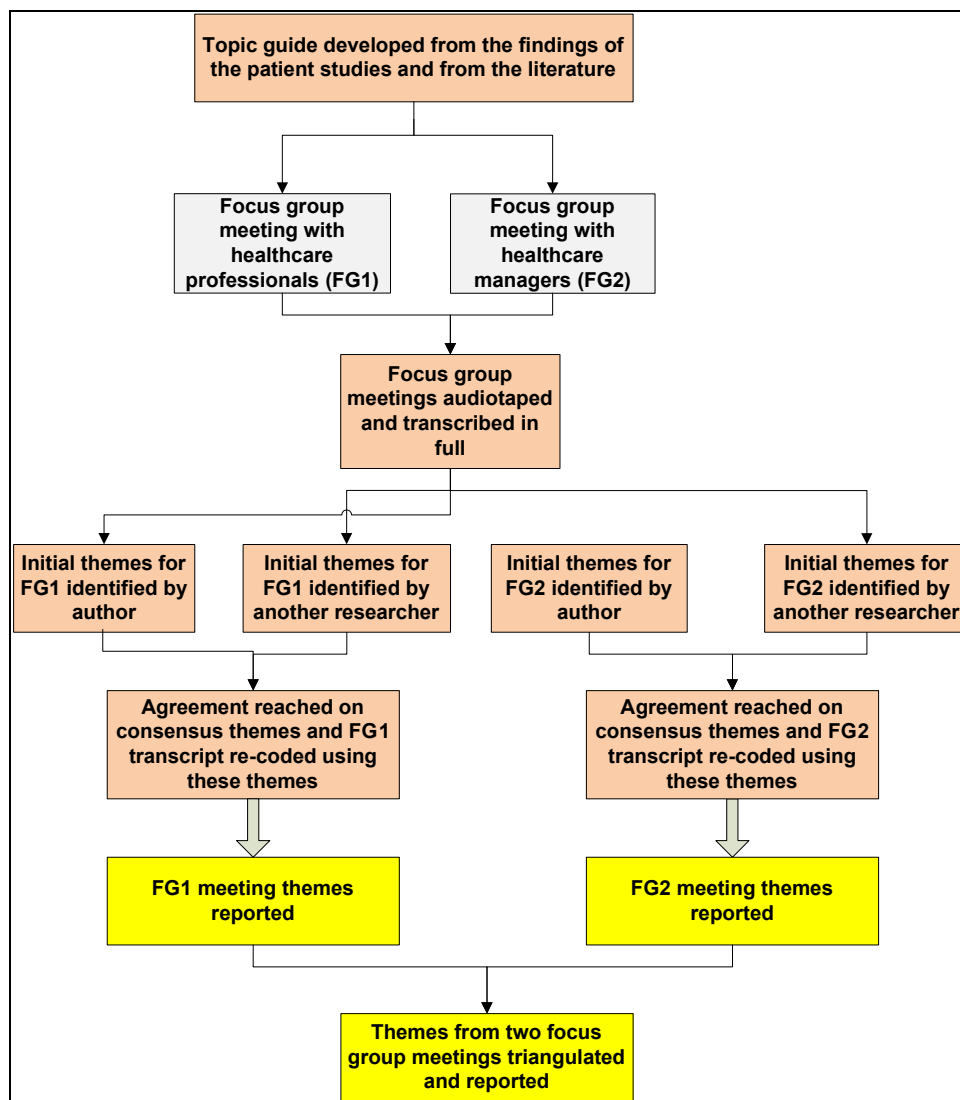 Topic guide developed from the findings of
the patient studies and from the literature
Focus group
meeting with
healthcare
professionals (FG1)
Focus group
meeting with
healthcare
managers (FG2)
Focus group
meetings audiotaped
and transcribed in
full
Initial themes for
FG1 identified by
author
Initial themes for
FG1 identified by
another researcher
Initial themes for
FG2 identified by
author
Initial themes for
FG2 identified by
another researcher
Agreement reached on
consensus themes and FG1
transcript re-coded using
these themes
Agreement reached on
consensus themes and FG2
transcript re-coded using
these themes
FG1 meeting themes
reported
FG2 meeting themes
reported
Themes from two focus
group meetings triangulated
and reported